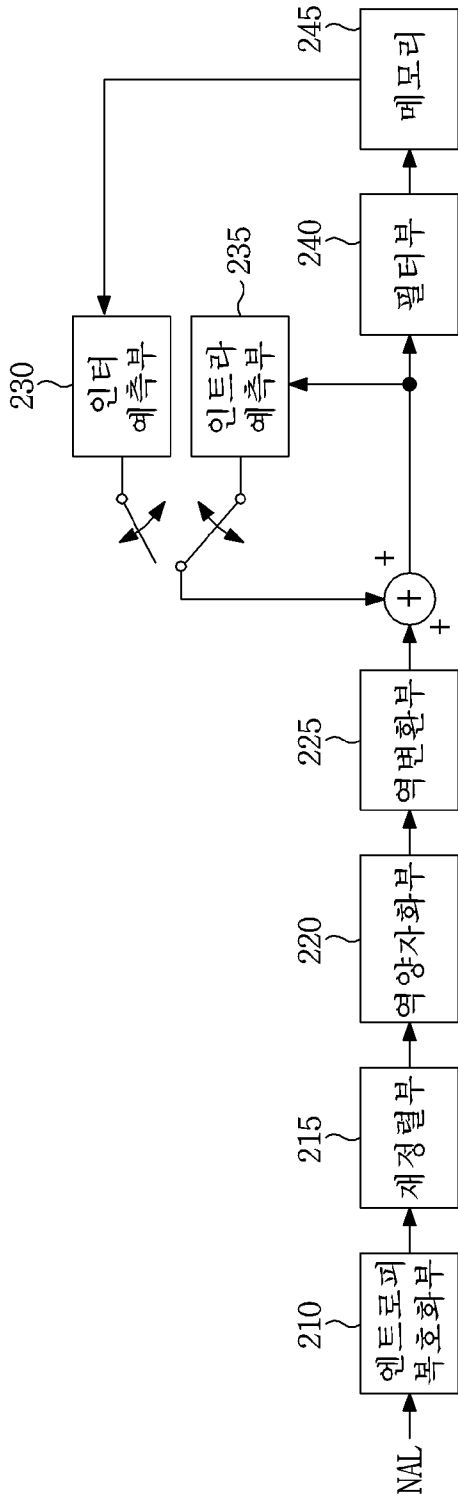 NAL
210
엔트로피
복호화부
215
재정렬부
220
역양자화부
225
역변환부
+
+
+
230
인터
예측부
235
인트라
예측부
240
필터부
245
메모리